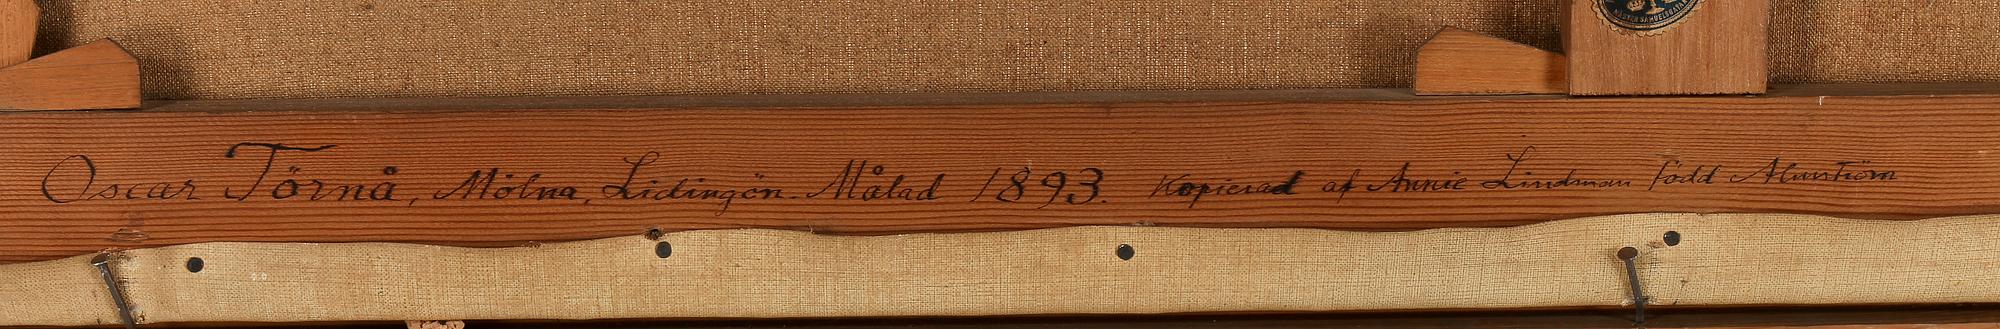 Oscar Törnå, Mölna, Lidingön. Målad 1893. Kopierad af Annie Lindman född Almström